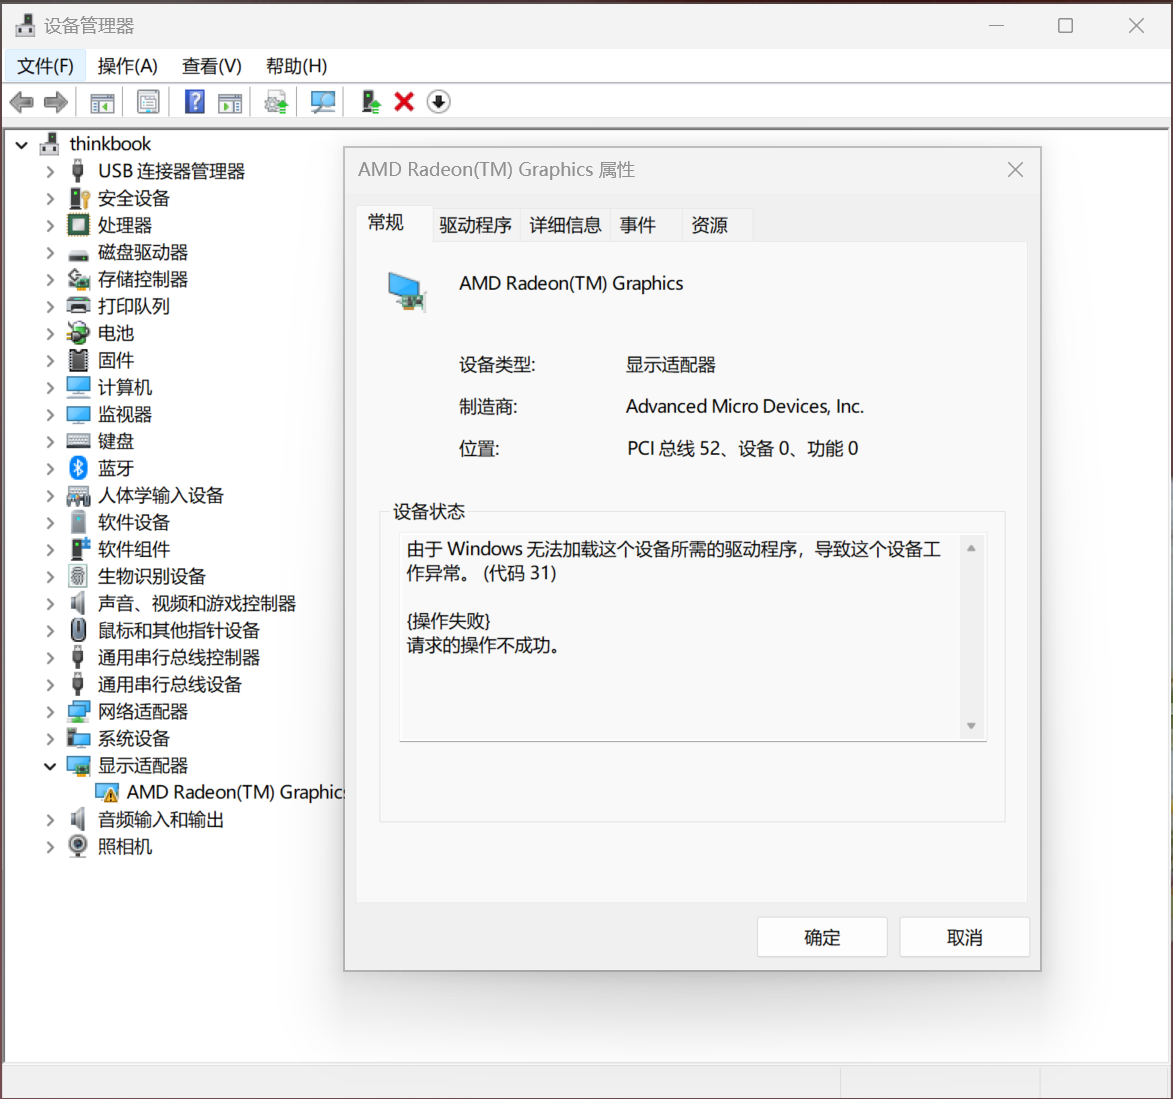 设备管理器
文件(F) 操作(A) 查看(V) 帮助(H)
thinkbook
USB 连接器管理器
安全设备
处理器
磁盘驱动器
存储控制器
打印队列
电池
固件
计算机
监视器
键盘
蓝牙
人体学输入设备
软件设备
软件组件
生物识别设备
声音、视频和游戏控制器
鼠标和其他指针设备
通用串行总线控制器
通用串行总线设备
网络适配器
系统设备
显示适配器
AMD Radeon(TM) Graphics
音频输入和输出
照相机
AMD Radeon(TM) Graphics 属性
常规 驱动程序 详细信息 事件 资源
AMD Radeon(TM) Graphics
设备类型: 显示适配器
制造商: Advanced Micro Devices, Inc.
位置: PCI 总线 52、设备 0、功能 0
设备状态
由于 Windows 无法加载这个设备所需的驱动程序，导致这个设备工
作异常。 (代码 31)
{操作失败}
请求的操作不成功。
确定 取消